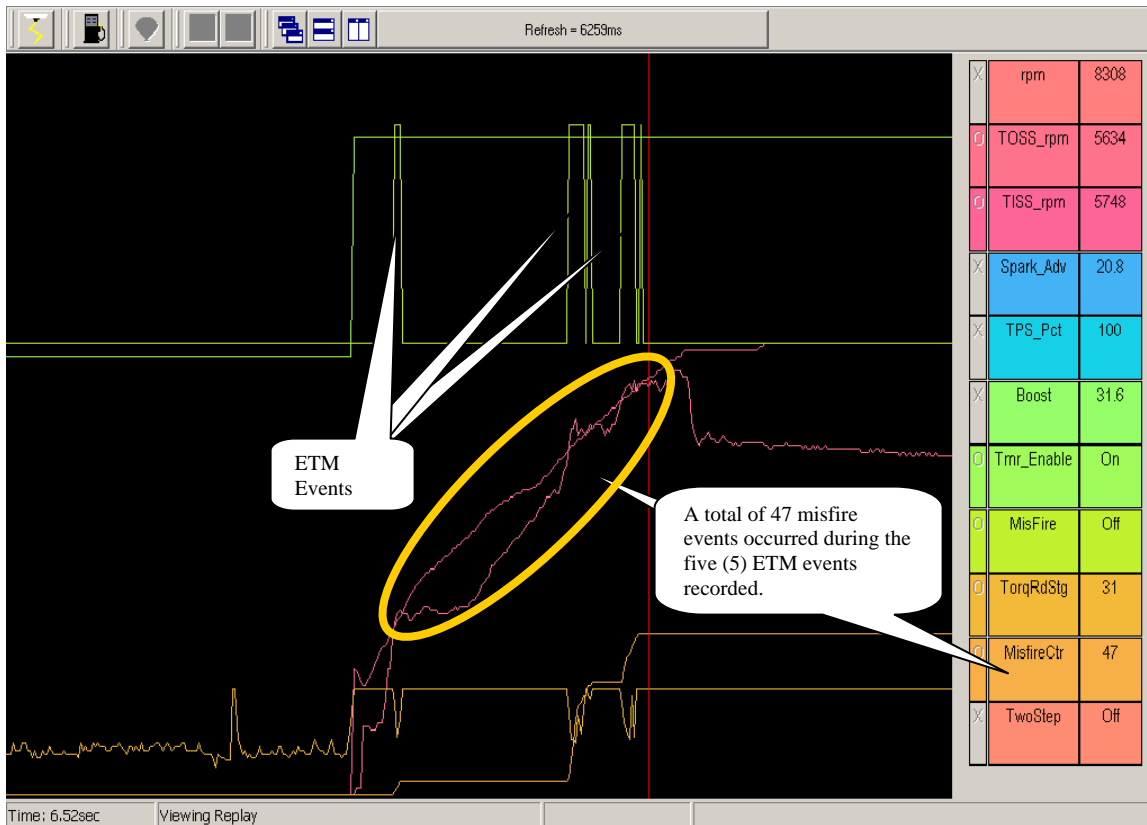 Refresh = 6259ms
rpm 8308
TOSS_rpm 5634
TISS_rpm 5748
Spark_Adv 20.8
TPS_Pct 100
Boost 31.6
Tmr_Enable On
MisFire Off
TorqRdStg 31
MisfireCtr 47
TwoStep Off
X
O
O
X
X
X
O
O
O
O
X
ETM
Events
A total of 47 misfire
events occurred during the
five (5) ETM events
recorded.
Time: 6.52sec
Viewing Replay